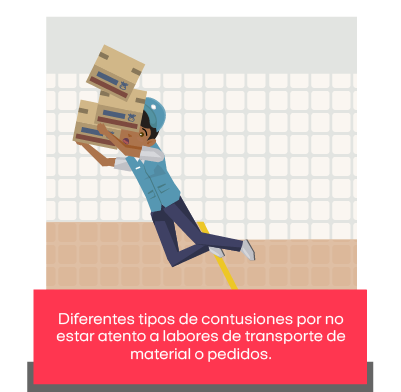 Diferentes tipos de contusiones por no
estar atento a labores de transporte de
material o pedidos.